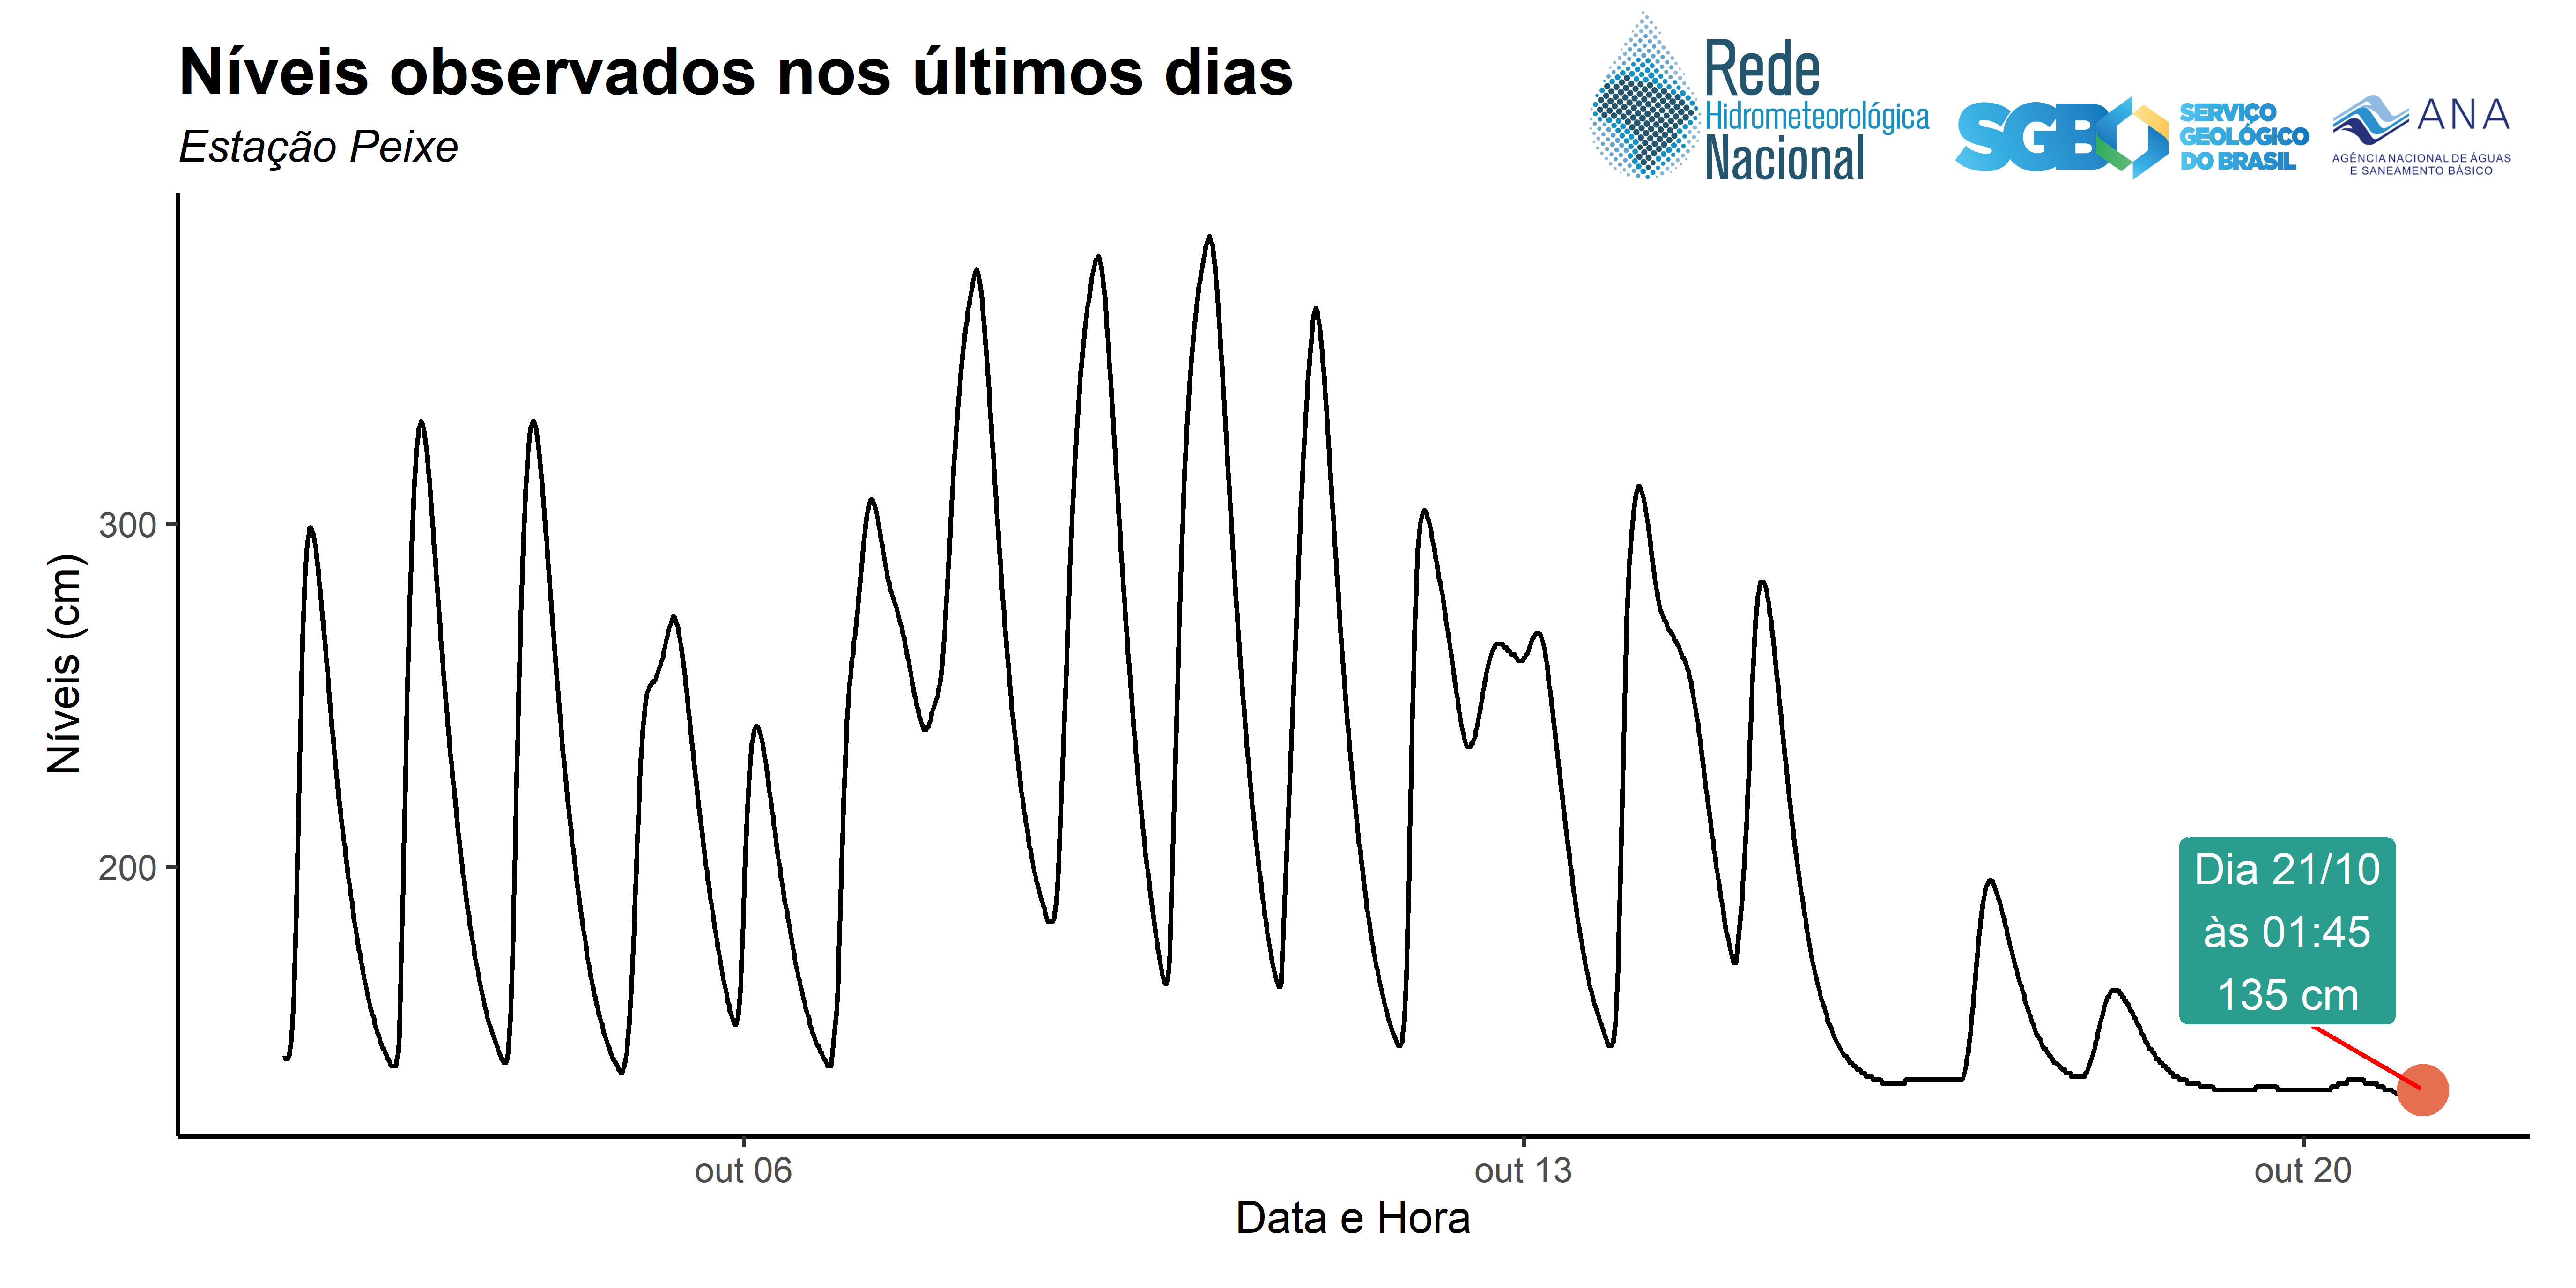 Níveis observados nos últimos dias
Estação Peixe
Rede
Hidrometeorológica
Nacional
SGB
SERVIÇO
GEOLÓGICO
DO BRASIL
ANA
AGÊNCIA NACIONAL DE ÁGUAS
E SANEAMENTO BÁSICO
Níveis (cm)
300
200
Dia 21/10
às 01:45
135 cm
out 06
out 13
out 20
Data e Hora